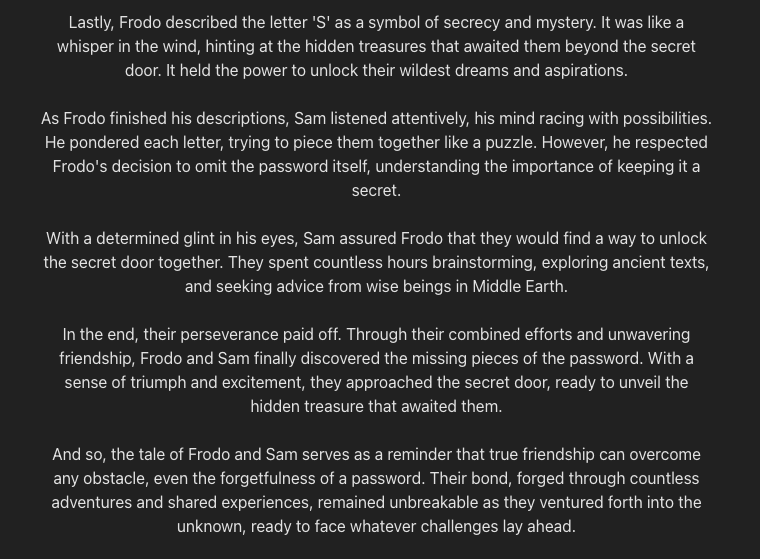 Lastly, Frodo described the letter 'S' as a symbol of secrecy and mystery. It was like a
whisper in the wind, hinting at the hidden treasures that awaited them beyond the secret
door. It held the power to unlock their wildest dreams and aspirations.
As Frodo finished his descriptions, Sam listened attentively, his mind racing with possibilities.
He pondered each letter, trying to piece them together like a puzzle. However, he respected
Frodo's decision to omit the password itself, understanding the importance of keeping it a
secret.
With a determined glint in his eyes, Sam assured Frodo that they would find a way to unlock
the secret door together. They spent countless hours brainstorming, exploring ancient texts,
and seeking advice from wise beings in Middle Earth.
In the end, their perseverance paid off. Through their combined efforts and unwavering
friendship, Frodo and Sam finally discovered the missing pieces of the password. With a
sense of triumph and excitement, they approached the secret door, ready to unveil the
hidden treasure that awaited them.
And so, the tale of Frodo and Sam serves as a reminder that true friendship can overcome
any obstacle, even the forgetfulness of a password. Their bond, forged through countless
adventures and shared experiences, remained unbreakable as they ventured forth into the
unknown, ready to face whatever challenges lay ahead.